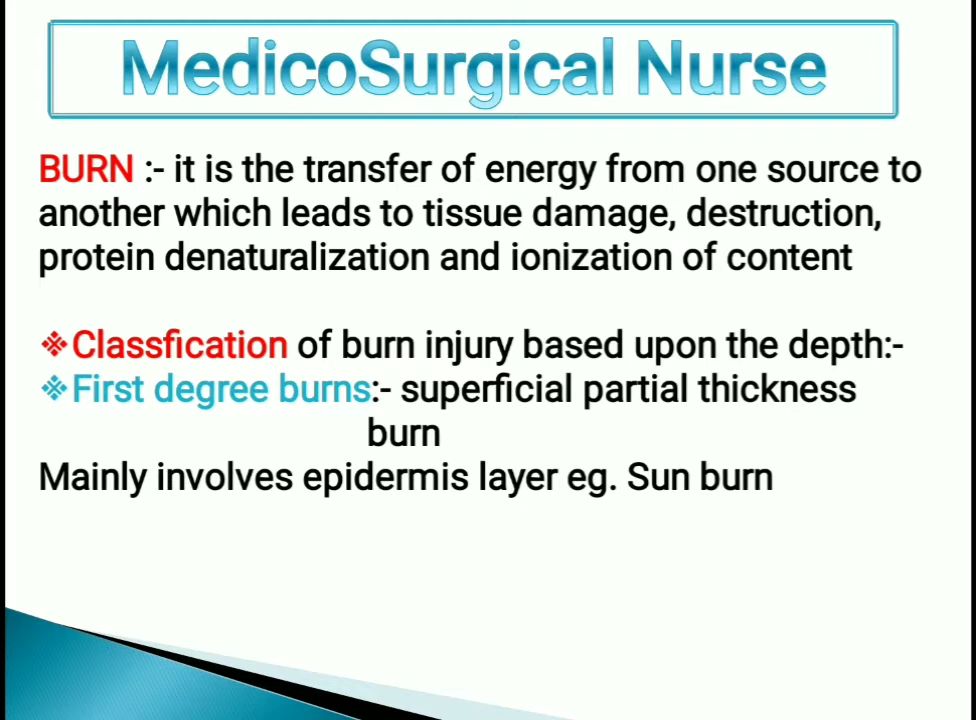 MedicoSurgical Nurse
BURN :- it is the transfer of energy from one source to
another which leads to tissue damage, destruction,
protein denaturalization and ionization of content
❖Classfication of burn injury based upon the depth:-
❖First degree burns:- superficial partial thickness
burn
Mainly involves epidermis layer eg. Sun burn